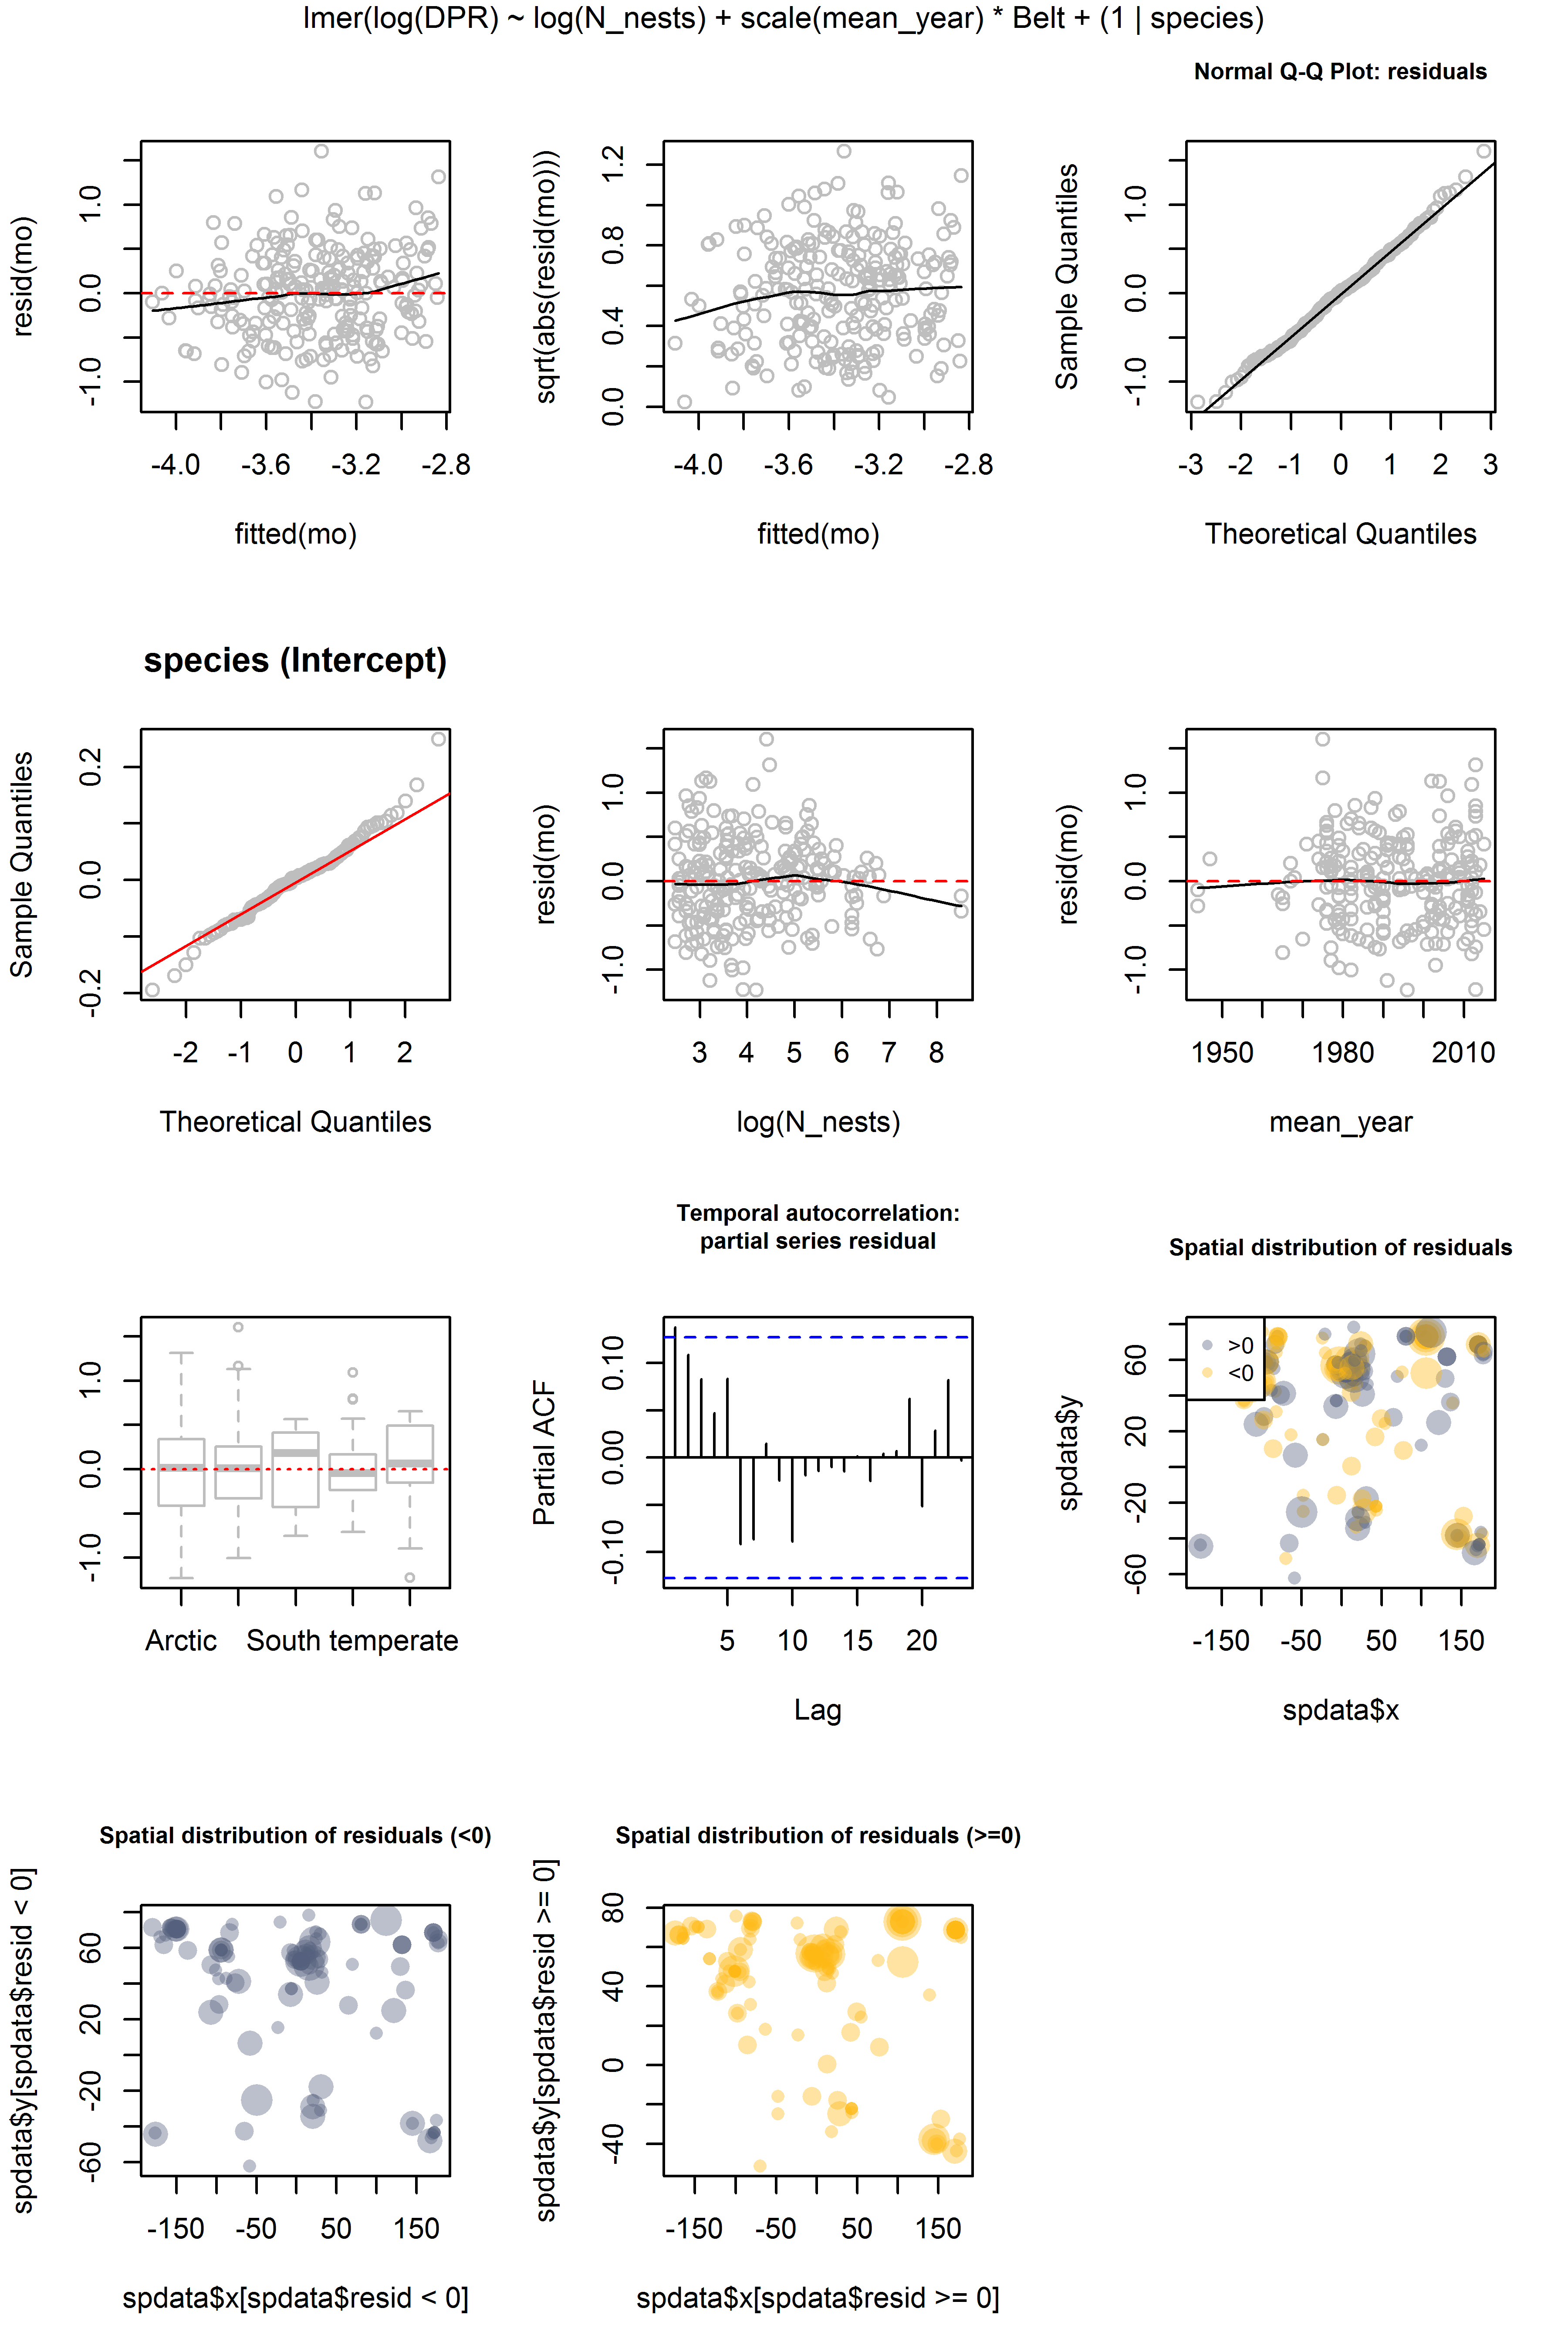 lmer(log(DPR) ~ log(N_nests) + scale(mean_year) * Belt + (1 | species)
Normal Q-Q Plot: residuals
resid(mo)
1.0
0.0
-1.0
-4.0 -3.6 -3.2 -2.8
fitted(mo)
sqrt(abs(resid(mo)))
1.2
0.8
0.4
0.0
-4.0 -3.6 -3.2 -2.8
fitted(mo)
Sample Quantiles
1.0
0.0
-1.0
-3 -2 -1 0 1 2 3
Theoretical Quantiles
species (Intercept)
Sample Quantiles
0.2
0.0
-0.2
-2 -1 0 1 2
Theoretical Quantiles
resid(mo)
1.0
0.0
-1.0
3 4 5 6 7 8
log(N_nests)
resid(mo)
1.0
0.0
-1.0
1950 1980 2010
mean_year
1.0
0.0
-1.0
Arctic South temperate
Temporal autocorrelation:
partial series residual
Partial ACF
0.10
0.00
-0.10
5 10 15 20
Lag
Spatial distribution of residuals
>0
<0
spdata$y
60
20
-20
-60
-150 -50 50 150
spdata$x
Spatial distribution of residuals (<0)
spdata$y[spdata$resid < 0]
60
20
-20
-60
-150 -50 50 150
spdata$x[spdata$resid < 0]
Spatial distribution of residuals (>=0)
spdata$y[spdata$resid >= 0]
80
40
0
-40
-150 -50 50 150
spdata$x[spdata$resid >= 0]